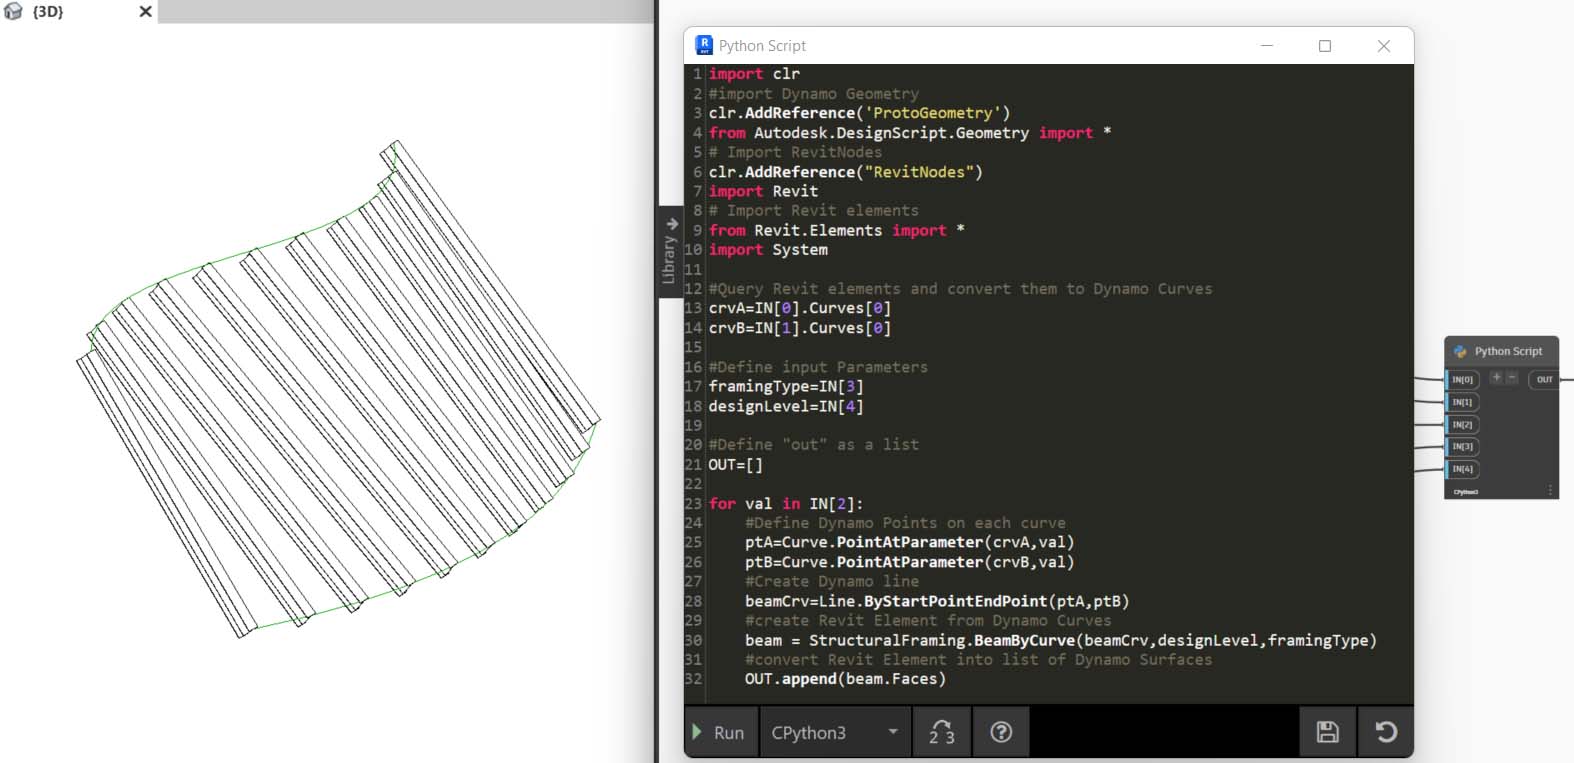 {3D}
Python Script
1 import clr
2 #import Dynamo Geometry
3 clr.AddReference('ProtoGeometry')
4 from Autodesk.DesignScript.Geometry import *
5 # Import RevitNodes
6 clr.AddReference("RevitNodes")
7 import Revit
8 # Import Revit elements
9 from Revit.Elements import *
10 import System
11
12 #Query Revit elements and convert them to Dynamo Curves
13 crvA=IN[0].Curves[0]
14 crvB=IN[1].Curves[0]
15
16 #Define input Parameters
17 framingType=IN[3]
18 designLevel=IN[4]
19
20 #Define "out" as a list
21 OUT=[]
22
23 for val in IN[2]:
24     #Define Dynamo Points on each curve
25     ptA=Curve.PointAtParameter(crvA,val)
26     ptB=Curve.PointAtParameter(crvB,val)
27     #Create Dynamo line
28     beamCrv=Line.ByStartPointEndPoint(ptA,ptB)
29     #create Revit Element from Dynamo Curves
30     beam = StructuralFraming.BeamByCurve(beamCrv,designLevel,framingType)
31     #convert Revit Element into list of Dynamo Surfaces
32     OUT.append(beam.Faces)
Library
Run
CPython3
2 3
Python Script
IN[0] + - OUT
IN[1]
IN[2]
IN[3]
IN[4]
CPython3